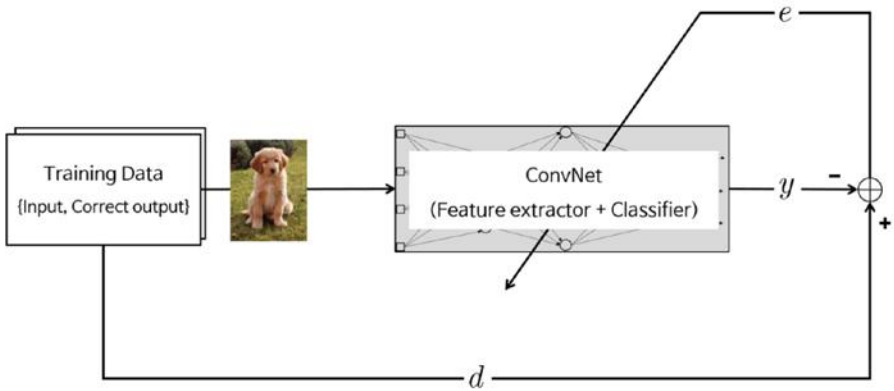 e
Training Data
{Input, Correct output}
ConvNet
(Feature extractor + Classifier)
y
-
+
d